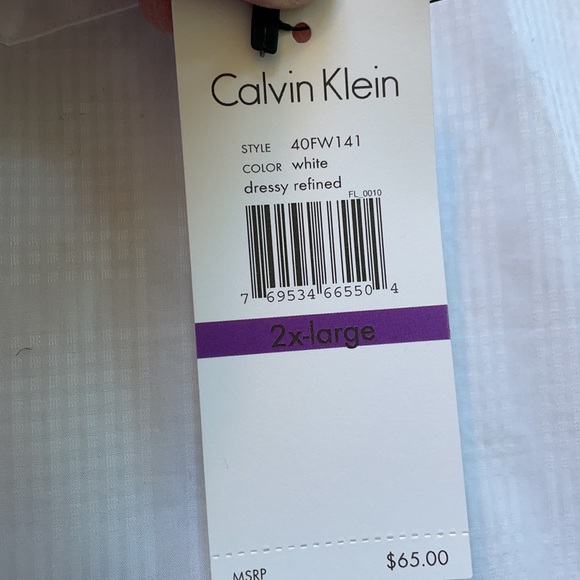 Calvin Klein
STYLE 40FW141
COLOR white
dressy refined
FL_0010
7 69534 66550 4
2x-large
MSRP $65.00